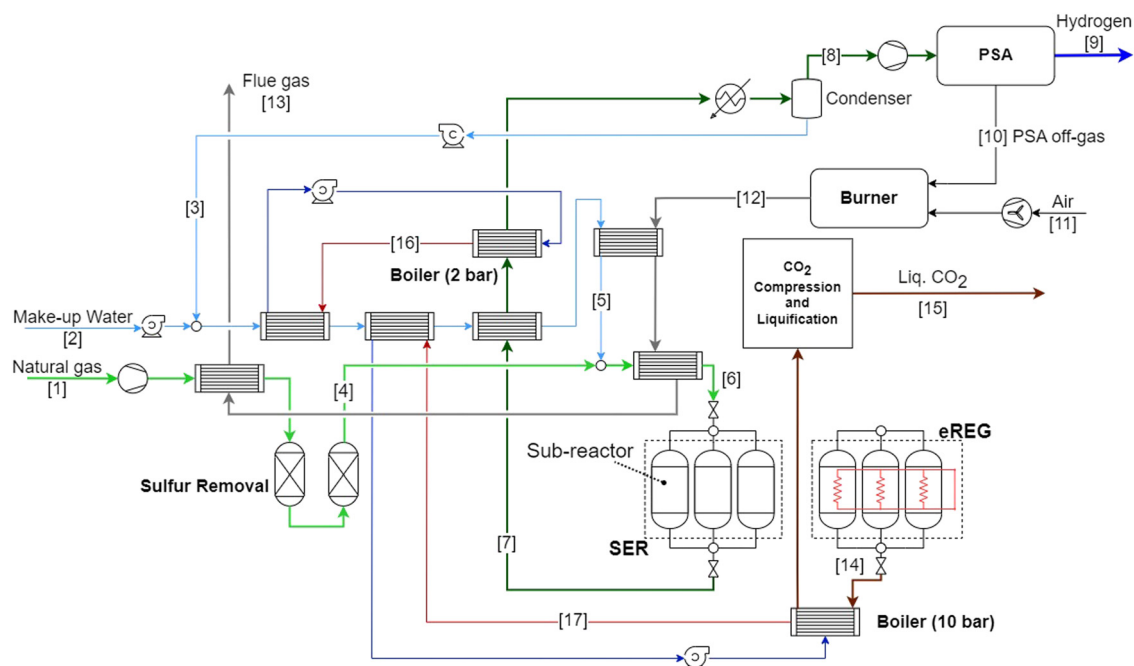 Hydrogen
[9]
[8]
PSA
Flue gas
[13]
Condenser
[10] PSA off-gas
[3]
[12]
Burner
Air
[11]
[16]
Boiler (2 bar)
CO2
Compression
and
Liquification
Liq. CO2
[15]
[5]
Make-up Water
[2]
Natural gas
[1]
[4]
[6]
eREG
Sub-reactor
Sulfur Removal
SER
[7]
[14]
[17]
Boiler (10 bar)